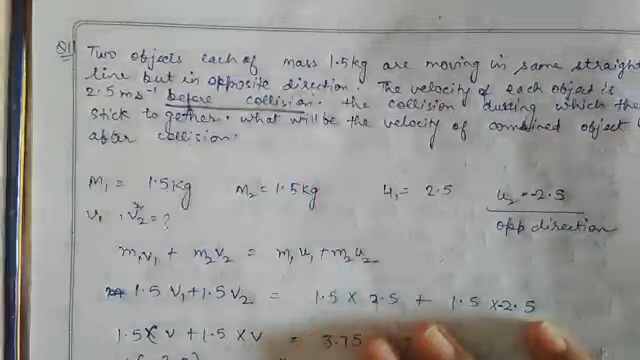 Q11 Two objects each of mass 1.5kg are moving in same straight
line but in opposite direction. The velocity of each object is
2.5 ms⁻¹ before collision. the collision during which the
stick together. what will be the velocity of combined object
after collision.
m₁ = 1.5kg m₂ = 1.5kg u₁ = 2.5 u₂ = -2.5
v₁, v₂ = ? opp direction
m₁v₁ + m₂v₂ = m₁u₁ + m₂u₂
1.5 v₁ + 1.5 v₂ = 1.5 × 2.5 + 1.5 × -2.5
1.5 × v + 1.5 × v = 3.75